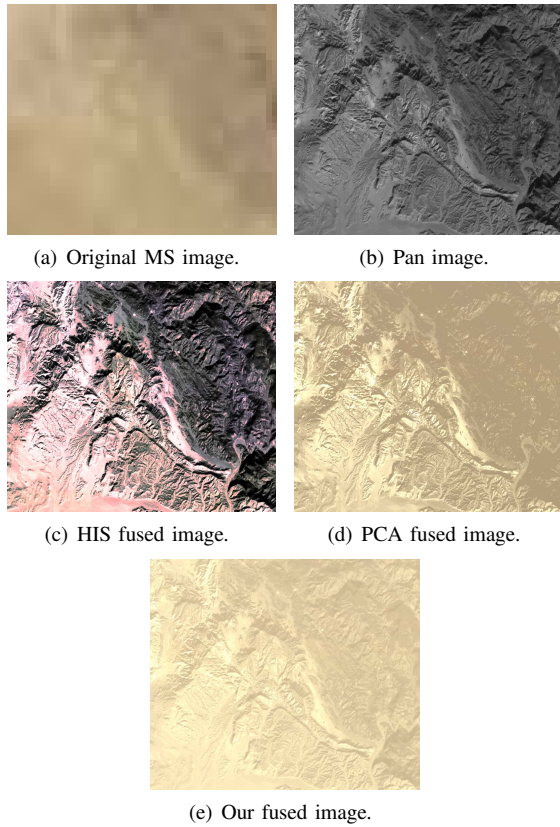 (a) Original MS image.
(b) Pan image.
(c) HIS fused image.
(d) PCA fused image.
(e) Our fused image.